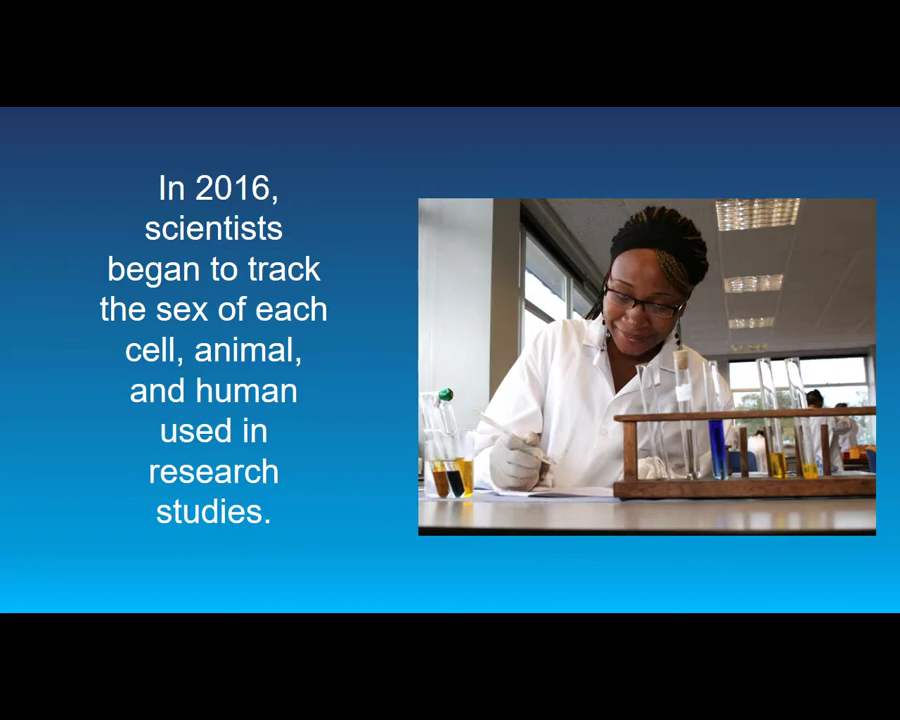 In 2016,
scientists
began to track
the sex of each
cell, animal,
and human
used in
research
studies.